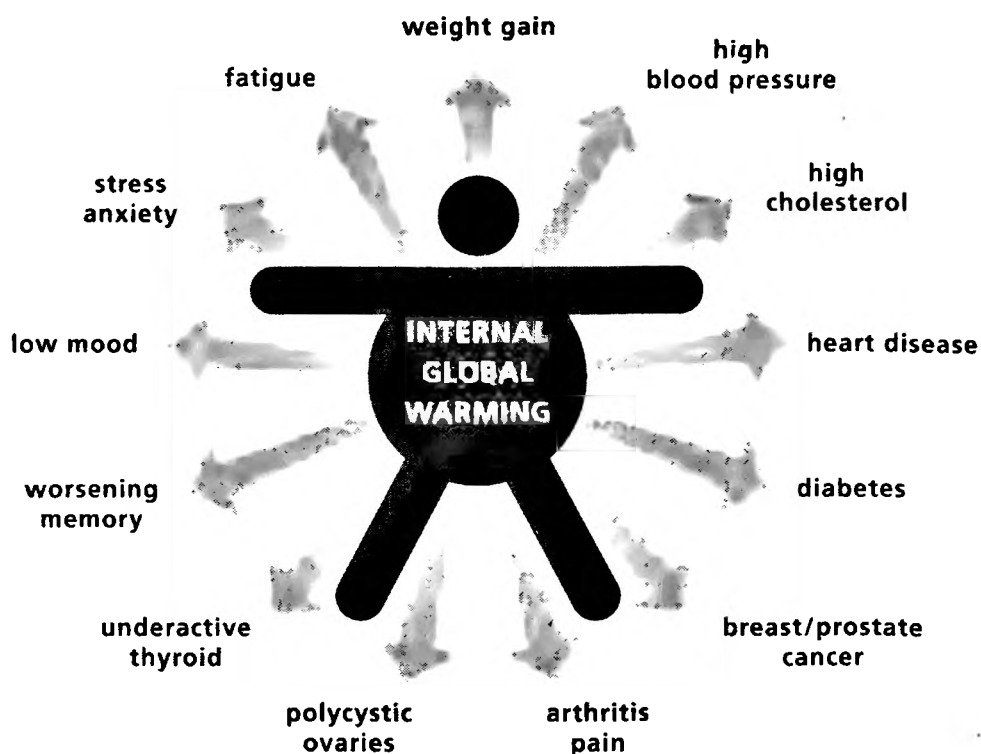 weight gain
high
blood pressure
fatigue
stress
anxiety
high
cholesterol
low mood
INTERNAL
GLOBAL
WARMING
heart disease
worsening
memory
diabetes
underactive
thyroid
breast/prostate
cancer
polycystic
ovaries
arthritis
pain